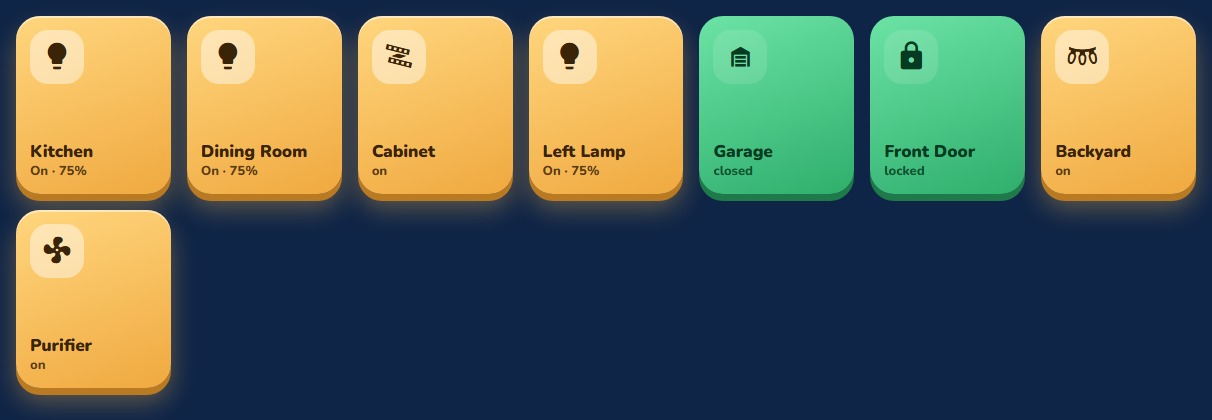 Kitchen
On · 75%
Dining Room
On · 75%
Cabinet
on
Left Lamp
On · 75%
Garage
closed
Front Door
locked
Backyard
on
Purifier
on